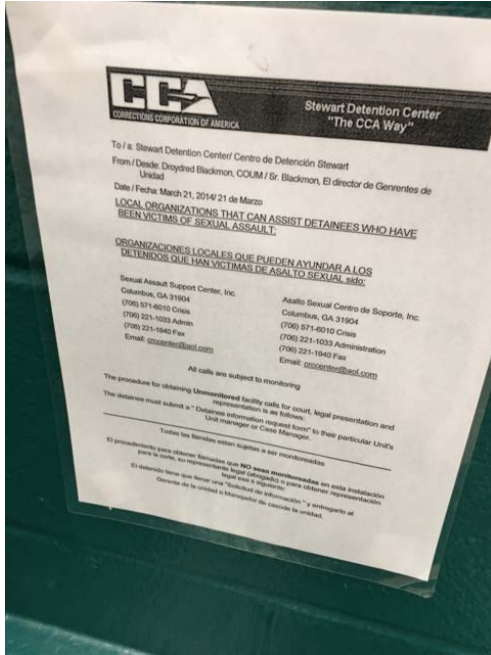 CCA
CORRECTIONS CORPORATION OF AMERICA
Stewart Detention Center
"The CCA Way"
To / a: Stewart Detention Center/ Centro de Detención Stewart
From / Desde: Droydred Blackmon, COUM / Sr. Blackmon, El director de Genrentes de
Unidad
Date / Fecha: March 21, 2014/ 21 de Marzo
LOCAL ORGANIZATIONS THAT CAN ASSIST DETAINEES WHO HAVE
BEEN VICTIMS OF SEXUAL ASSAULT:
ORGANIZACIONES LOCALES QUE PUEDEN AYUNDAR A LOS
DETENIDOS QUE HAN VICTIMAS DE ASALTO SEXUAL sido:
Sexual Assault Support Center, Inc.
Columbus, GA 31904
(706) 571-6010 Crisis
(706) 221-1033 Admin
(706) 221-1940 Fax
Email: crccenter@aol.com
Asalto Sexual Centro de Soporte, Inc.
Columbus, GA 31904
(706) 571-6010 Crisis
(706) 221-1033 Administration
(706) 221-1940 Fax
Email: crccenter@aol.com
All calls are subject to monitoring
The procedure for obtaining Unmonitored facility calls for court, legal presentation and
representation is as follows:
The detainee must submit a " Detainee information request form" to their particular Unit's
Unit manager or Case Manager.
Todas las llamdas estan sujetas a ser monitoreadas
El procedimiento para obtener llamadas que NO sean monitoreadas en esta instalación
para la corte, su representante legal (abogado) o para obtener representación
legal ese s siguiente:
El detenido tiene que llenar una "Solicitud de información " y entregarlo al
Gerente de la unidad o Manejador de casode la unidad.